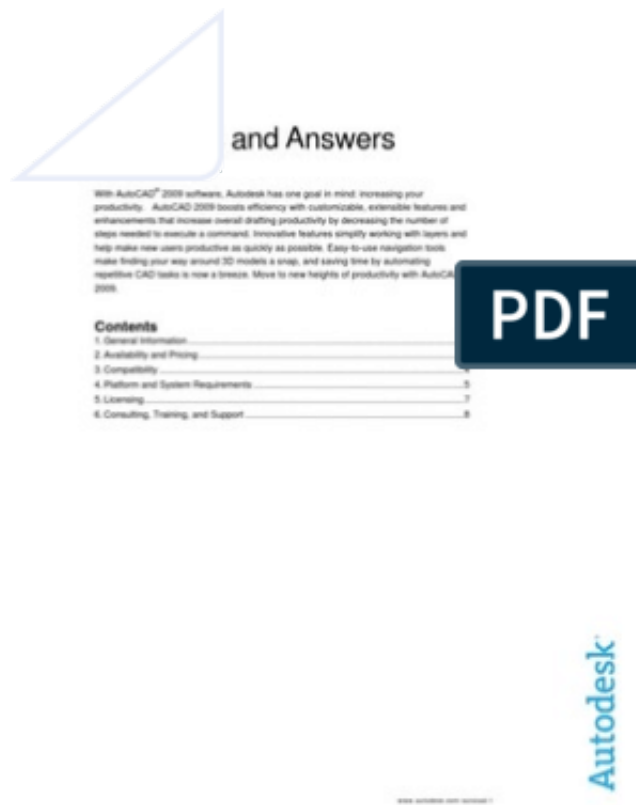 and Answers
With AutoCAD® 2009 software, Autodesk has one goal in mind: increasing your
productivity. AutoCAD 2009 boosts efficiency with customizable, extensible features and
enhancements that increase overall drafting productivity by decreasing the number of
steps needed to execute a command. Innovative features simplify working with layers and
help make new users productive as quickly as possible. Easy-to-use navigation tools
make finding your way around 3D models a snap, and saving time by automating
repetitive CAD tasks is now a breeze. Move to new heights of productivity with
2009.
PDF
Contents
1. General Information
2. Availability and Pricing
3. Compatibility
4. Platform and System Requirements 5
5. Licensing 7
6. Consulting, Training, and Support 8
Autodesk